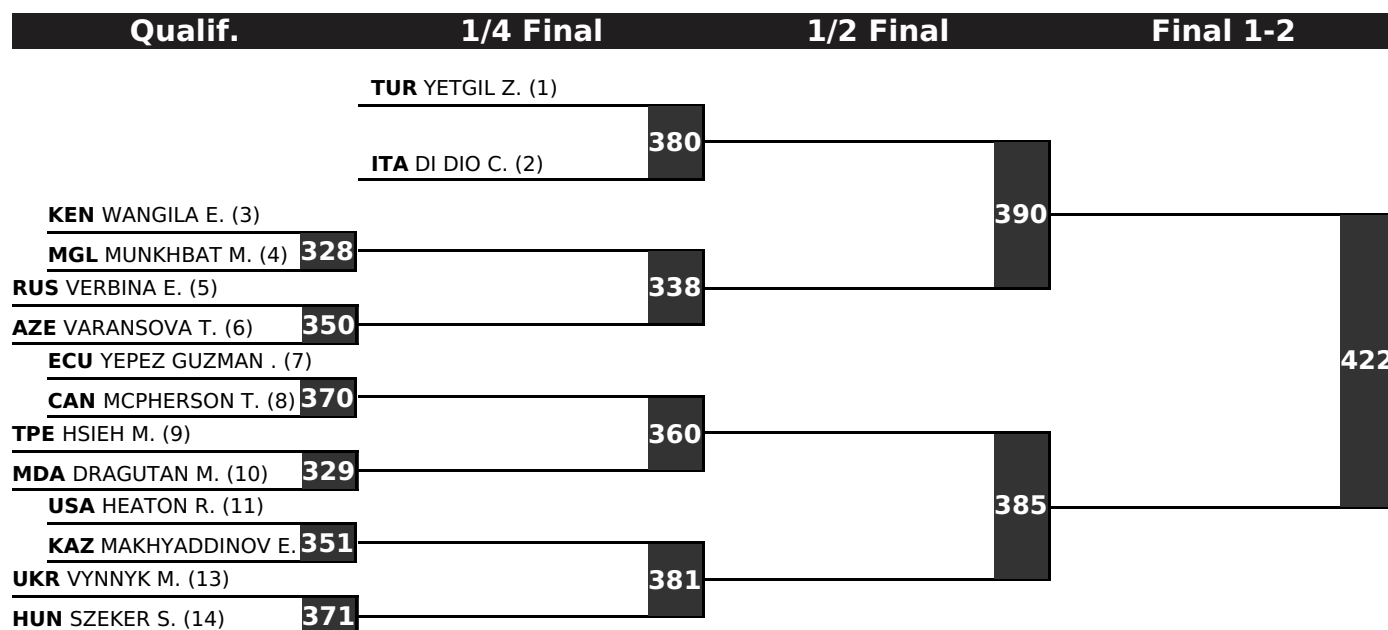 Qualif. 1/4 Final 1/2 Final Final 1-2
TUR YETGIL Z. (1)
380
ITA DI DIO C. (2)
KEN WANGILA E. (3)
390
MGL MUNKHBAT M. (4) 328
RUS VERBINA E. (5)
338
AZE VARANSOVA T. (6) 350
ECU YEPEZ GUZMAN . (7)
422
CAN MCPHERSON T. (8) 370
TPE HSIEH M. (9)
360
MDA DRAGUTAN M. (10) 329
USA HEATON R. (11)
385
KAZ MAKHYADDINOV E. 351
UKR VYNNYK M. (13)
381
HUN SZEKER S. (14) 371